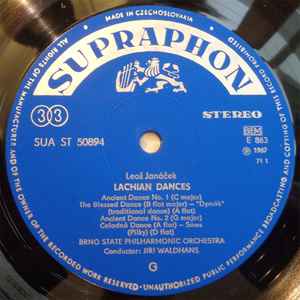 MADE IN CZECHOSLOVAKIA
SUPRAPHON
ALL RIGHTS OF THE MANUFACTURER AND OF THE OWNER OF THE RECORDED WORK RESERVED · UNAUTHORIZED PUBLIC PERFORMANCE BROADCASTING AND COPYING OF THIS RECORD PROHIBITED
33
STEREO
SUA ST 50894
BIEM
E 863
℗ 1967
71 1
Leoš Janáček
LACHIAN DANCES
Ancient Dance No. 1 (C major)
The Blessed Dance (B flat major) – "Dymák"
(traditional dance) (A flat)
Ancient Dance No. 2 (G major)
Čeladná Dance (A flat) – Saws
(Pilky) (D flat)
BRNO STATE PHILHARMONIC ORCHESTRA
Conductor: JIŘÍ WALDHANS
G